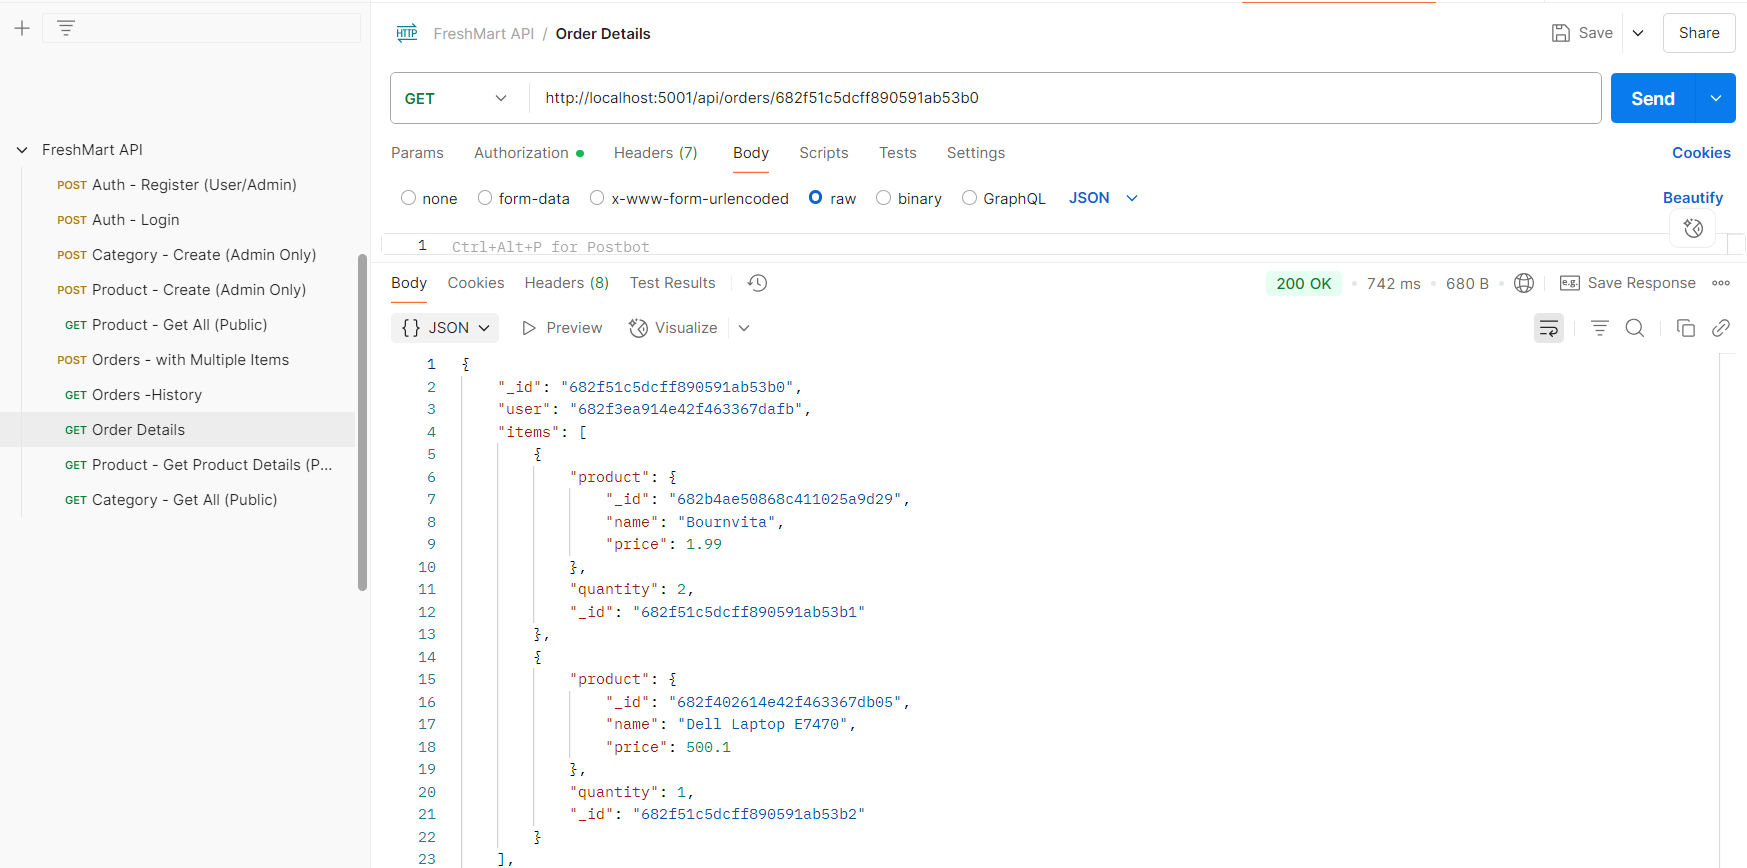 FreshMart API / Order Details
Save
Share
GET
http://localhost:5001/api/orders/682f51c5dcff890591ab53b0
Send
Params Authorization Headers (7) Body Scripts Tests Settings
Cookies
none form-data x-www-form-urlencoded raw binary GraphQL JSON
Beautify
1 Ctrl+Alt+P for Postbot
FreshMart API
POST Auth - Register (User/Admin)
POST Auth - Login
POST Category - Create (Admin Only)
POST Product - Create (Admin Only)
GET Product - Get All (Public)
POST Orders - with Multiple Items
GET Orders -History
GET Order Details
GET Product - Get Product Details (P...
GET Category - Get All (Public)
Body Cookies Headers (8) Test Results
200 OK • 742 ms • 680 B •
e.g. Save Response
{} JSON Preview Visualize
1 {
2 "_id": "682f51c5dcff890591ab53b0",
3 "user": "682f3ea914e42f463367dafb",
4 "items": [
5 {
6 "product": {
7 "_id": "682b4ae50868c411025a9d29",
8 "name": "Bournvita",
9 "price": 1.99
10 },
11 "quantity": 2,
12 "_id": "682f51c5dcff890591ab53b1"
13 },
14 {
15 "product": {
16 "_id": "682f402614e42f463367db05",
17 "name": "Dell Laptop E7470",
18 "price": 500.1
19 },
20 "quantity": 1,
21 "_id": "682f51c5dcff890591ab53b2"
22 }
23 ],